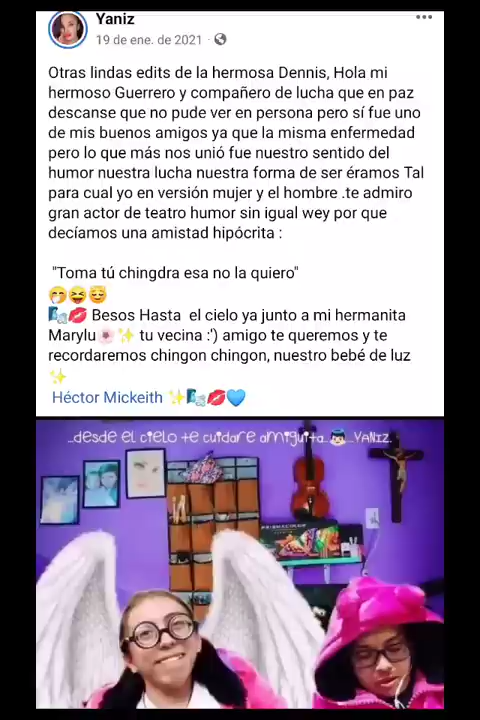 Yaniz
19 de ene. de 2021 ·
Otras lindas edits de la hermosa Dennis, Hola mi
hermoso Guerrero y compañero de lucha que en paz
descanse que no pude ver en persona pero sí fue uno
de mis buenos amigos ya que la misma enfermedad
pero lo que más nos unió fue nuestro sentido del
humor nuestra lucha nuestra forma de ser éramos Tal
para cual yo en versión mujer y el hombre .te admiro
gran actor de teatro humor sin igual wey por que
decíamos una amistad hipócrita :
"Toma tú chingdra esa no la quiero"
🤭😝😇
🌬️💋 Besos Hasta el cielo ya junto a mi hermanita
Marylu🌸✨ tu vecina :') amigo te queremos y te
recordaremos chingon chingon, nuestro bebé de luz
✨
Héctor Mickeith ✨🌬️💋💙
...desde el cielo te cuidare amiguita...👼🏻...YANIZ.